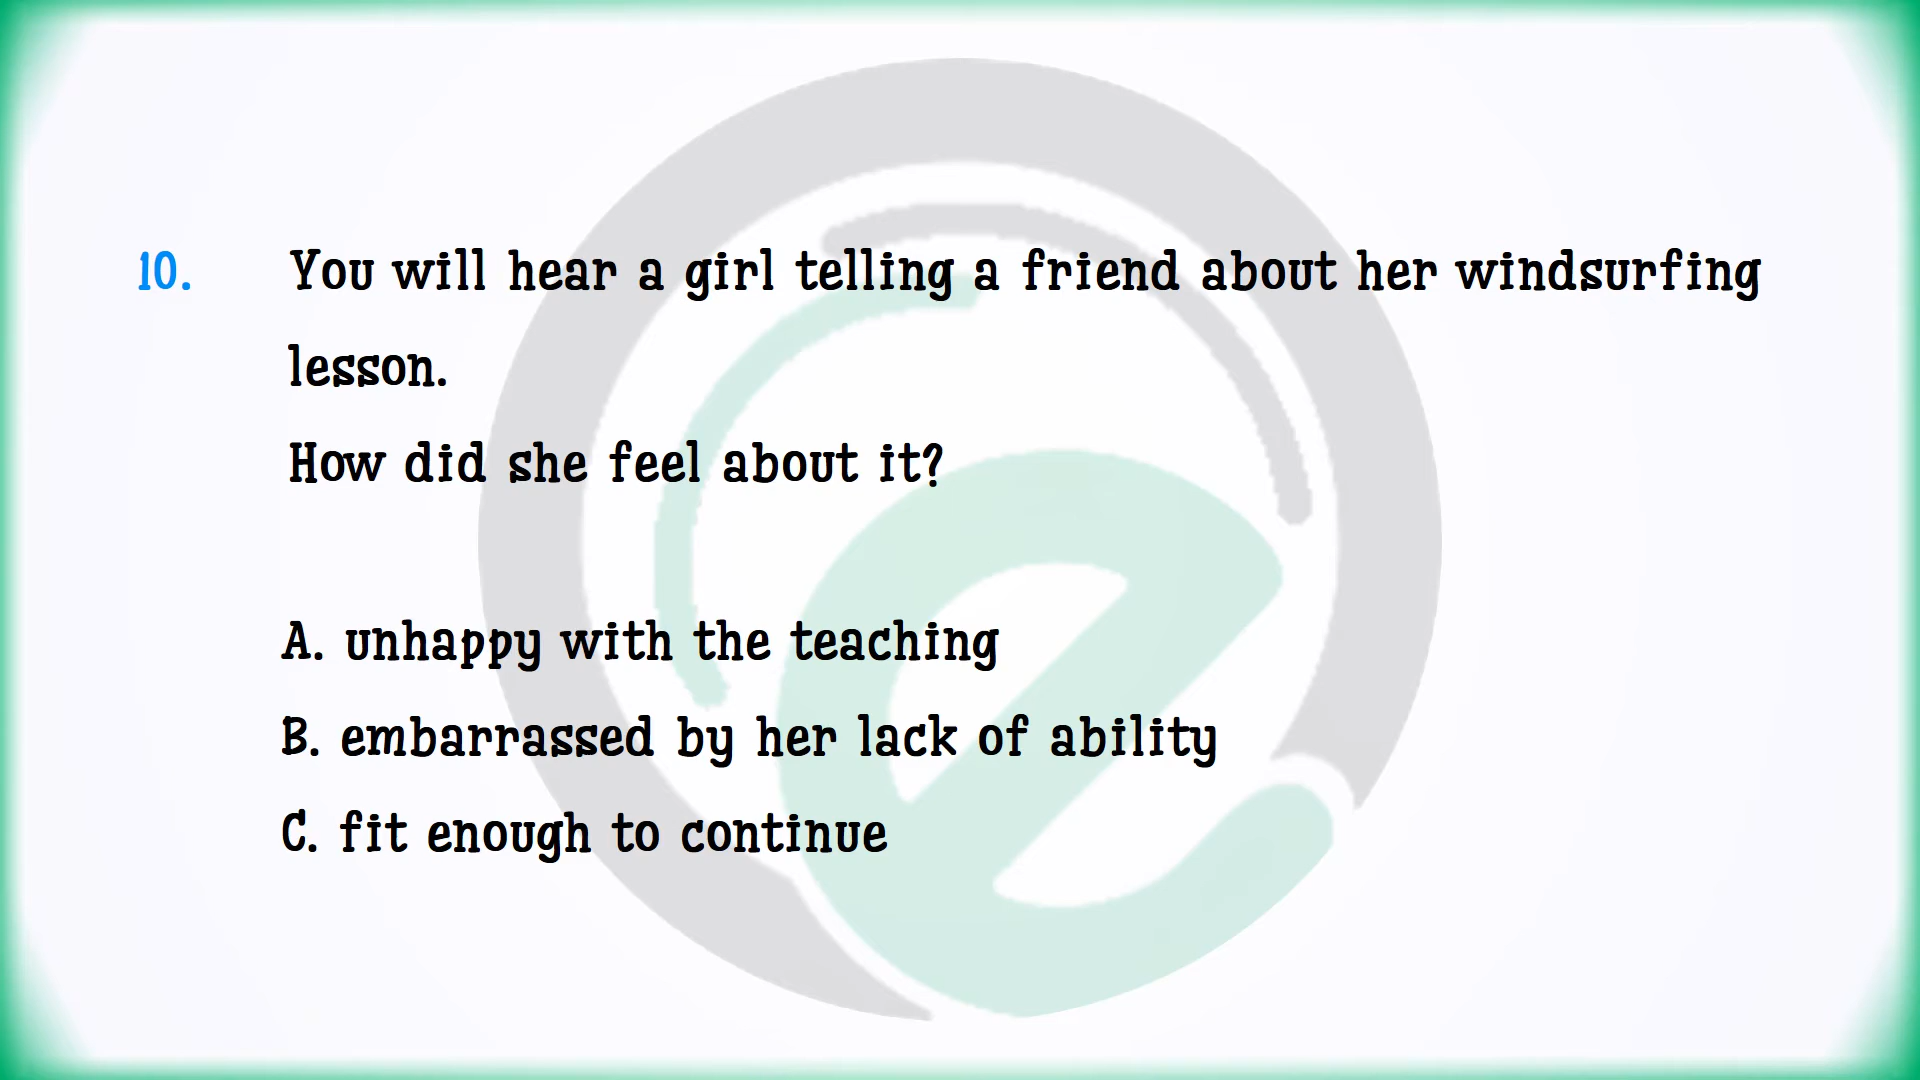 10. You will hear a girl telling a friend about her windsurfing
lesson.
How did she feel about it?
A. unhappy with the teaching
B. embarrassed by her lack of ability
C. fit enough to continue